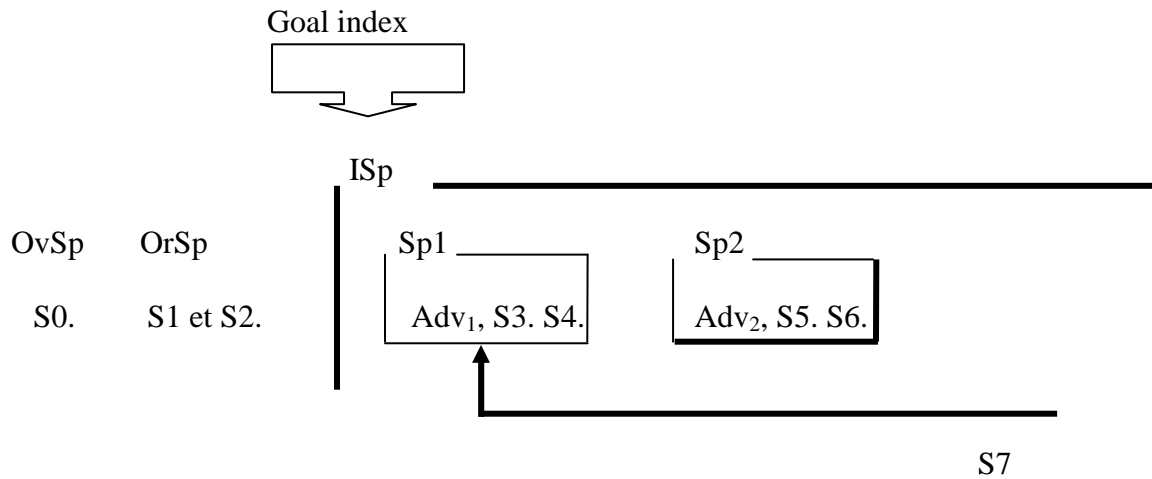 Goal index
ISp
OvSp OrSp Sp1 Sp2
S0. S1 et S2. Adv₁, S3. S4. Adv₂, S5. S6.
S7